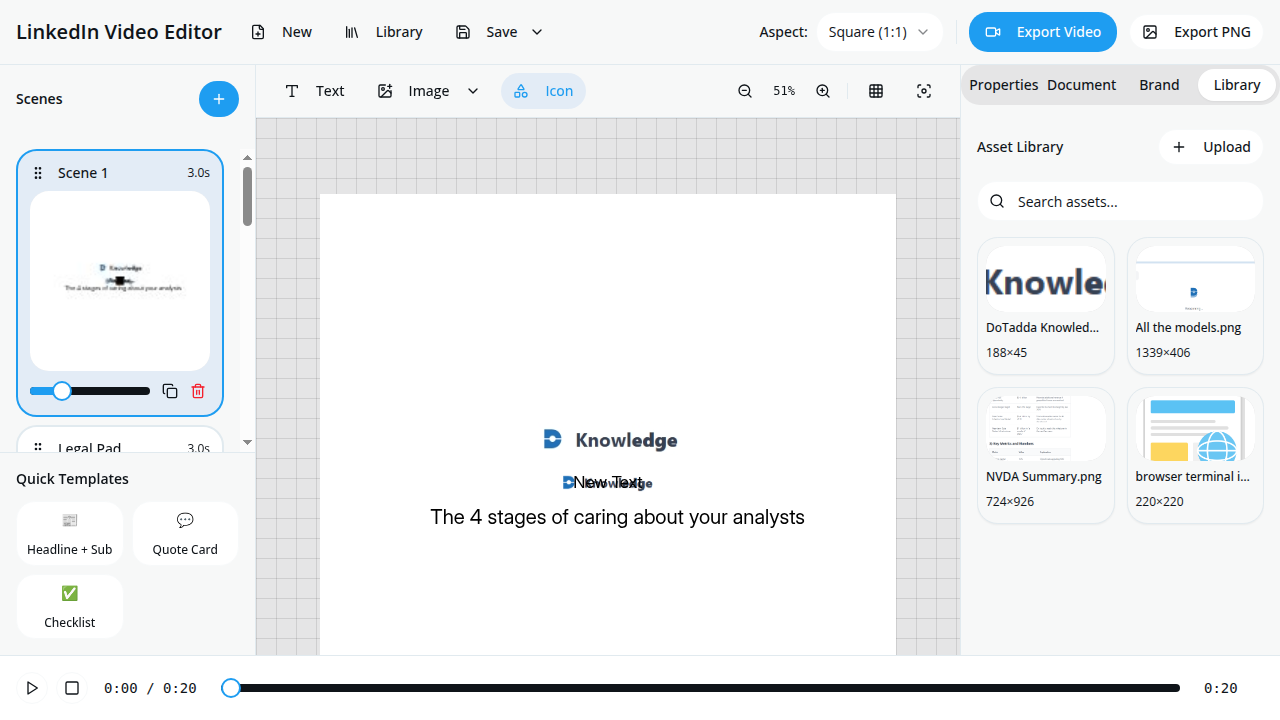 LinkedIn Video Editor
New
Library
Save
Aspect:
Square (1:1)
Export Video
Export PNG
Scenes
Text
Image
Icon
51%
Properties
Document
Brand
Library
Scene 1
3.0s
Knowledge
The 4 stages of caring about your analysts
Legal Pad
3.0s
Quick Templates
Headline + Sub
Quote Card
Checklist
Knowledge
New Text
Knowledge
The 4 stages of caring about your analysts
Asset Library
Upload
Search assets...
Knowle
DoTadda Knowled...
188×45
All the models.png
1339×406
NVDA Summary.png
724×926
browser terminal i...
220×220
0:00 / 0:20
0:20